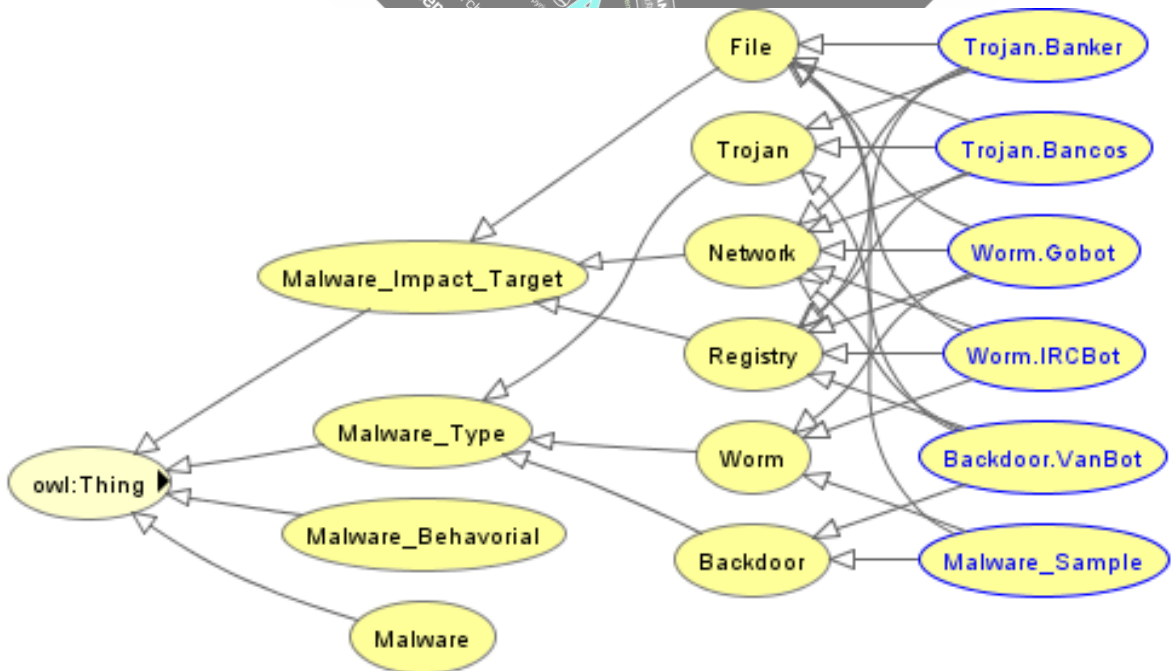 File
Trojan.Banker
Trojan
Trojan.Bancos
Network
Worm.Gobot
Malware_Impact_Target
Registry
Worm.IRCBot
Malware_Type
Worm
Backdoor.VanBot
owl:Thing
Malware_Behavorial
Backdoor
Malware_Sample
Malware